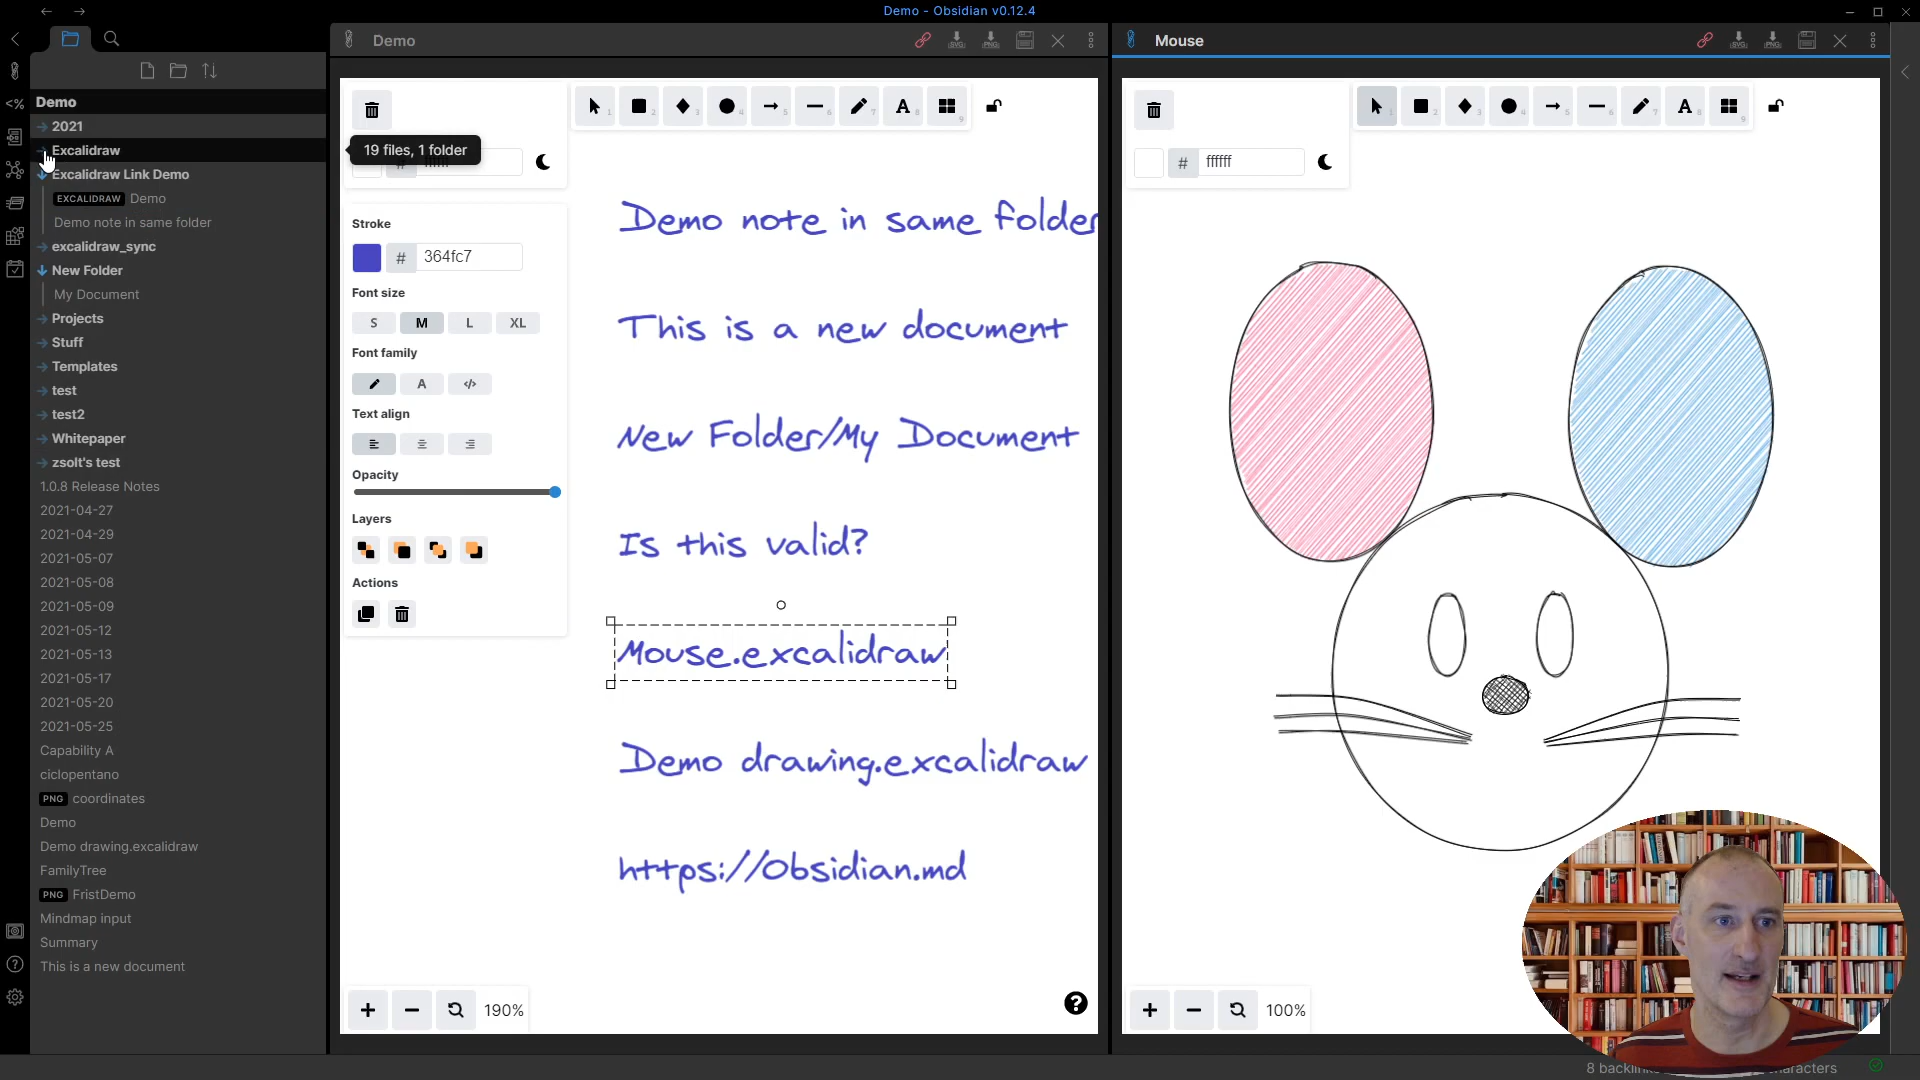 Demo - Obsidian v0.12.4
Demo
Mouse
Demo
2021
Excalidraw
19 files, 1 folder
Excalidraw Link Demo
EXCALIDRAW Demo
Demo note in same folder
excalidraw_sync
New Folder
My Document
Projects
Stuff
Templates
test
test2
Whitepaper
zsolt's test
1.0.8 Release Notes
2021-04-27
2021-04-29
2021-05-07
2021-05-08
2021-05-09
2021-05-12
2021-05-13
2021-05-17
2021-05-20
2021-05-25
Capability A
ciclopentano
PNG coordinates
Demo
Demo drawing.excalidraw
FamilyTree
PNG FristDemo
Mindmap input
Summary
This is a new document
Stroke
# 364fc7
Font size
S M L XL
Font family
A </>
Text align
Opacity
Layers
Actions
190%
Demo note in same folder
This is a new document
New Folder/My Document
Is this valid?
Mouse.excalidraw
Demo drawing.excalidraw
https://Obsidian.md
# ffffff
100%
8